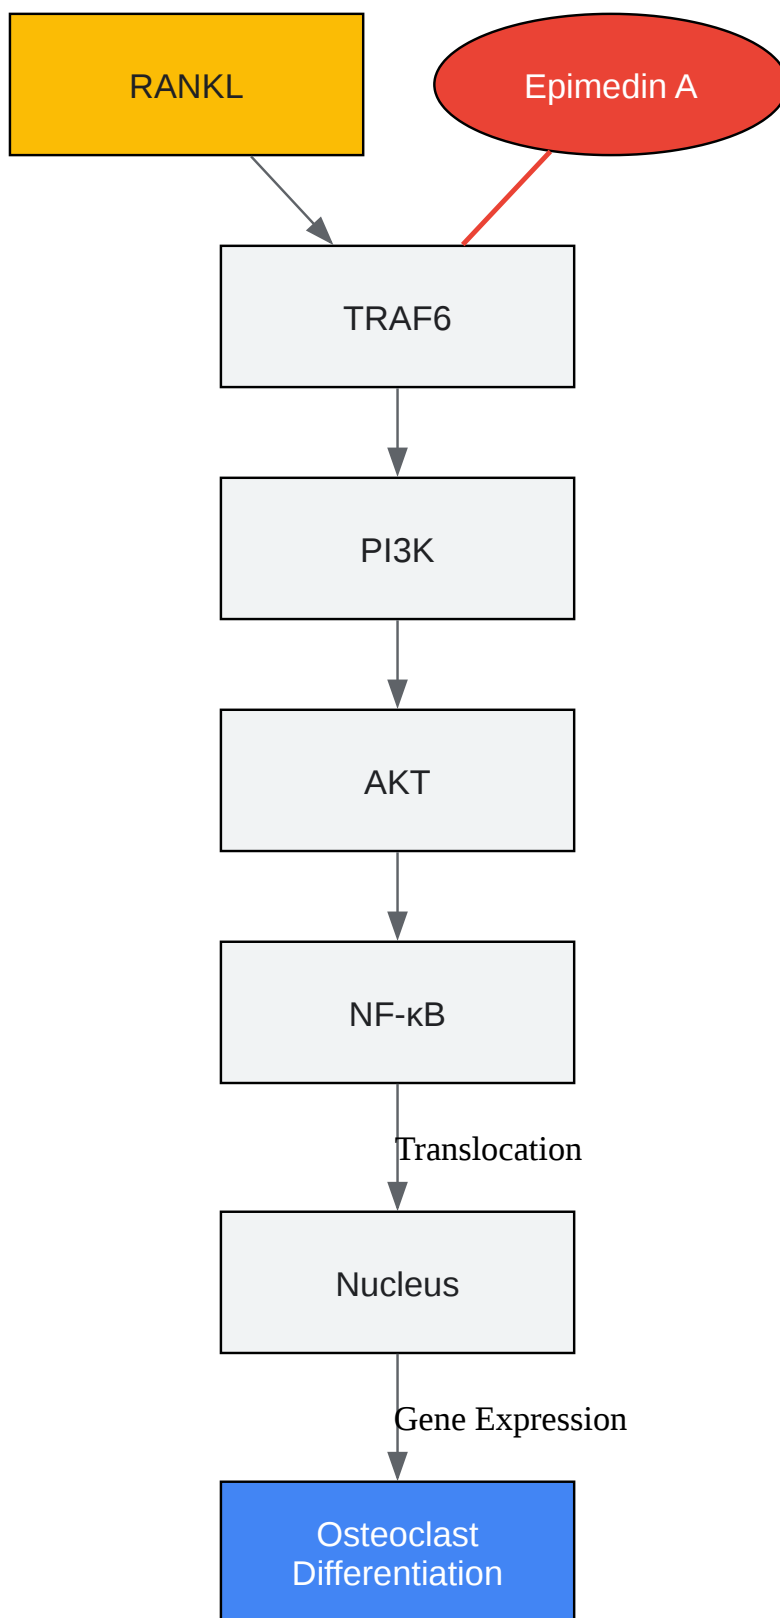 RANKL
Epimedin A
TRAF6
PI3K
AKT
NF-κB
Translocation
Nucleus
Gene Expression
Osteoclast
Differentiation